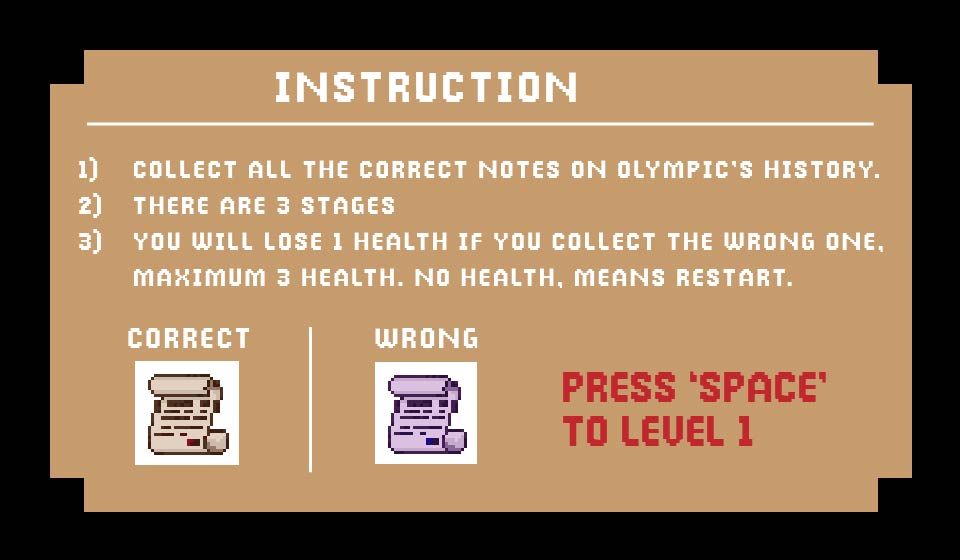 INSTRUCTION
1) COLLECT ALL THE CORRECT NOTES ON OLYMPIC'S HISTORY.
2) THERE ARE 3 STAGES
3) YOU WILL LOSE 1 HEALTH IF YOU COLLECT THE WRONG ONE,
MAXIMUM 3 HEALTH. NO HEALTH, MEANS RESTART.
CORRECT
WRONG
PRESS 'SPACE'
TO LEVEL 1